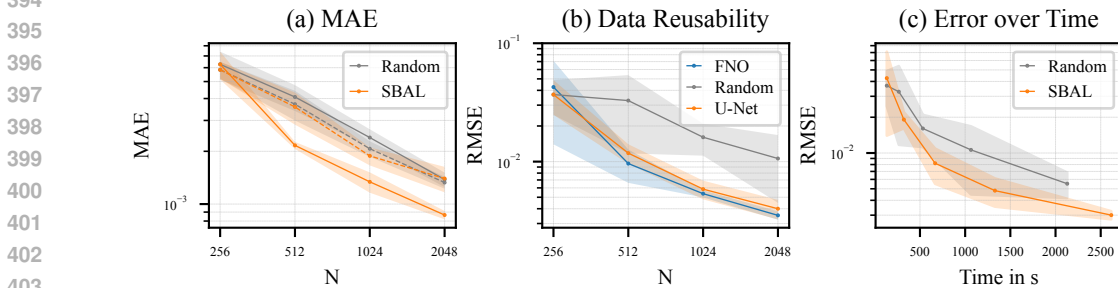 394
395
396
397
398
399
400
401
402
403
(a) MAE
MAE
10⁻³
256 512 1024 2048
N
Random
SBAL
(b) Data Reusability
RMSE
10⁻¹
10⁻²
256 512 1024 2048
N
FNO
Random
U-Net
(c) Error over Time
RMSE
10⁻²
500 1000 1500 2000 2500
Time in s
Random
SBAL